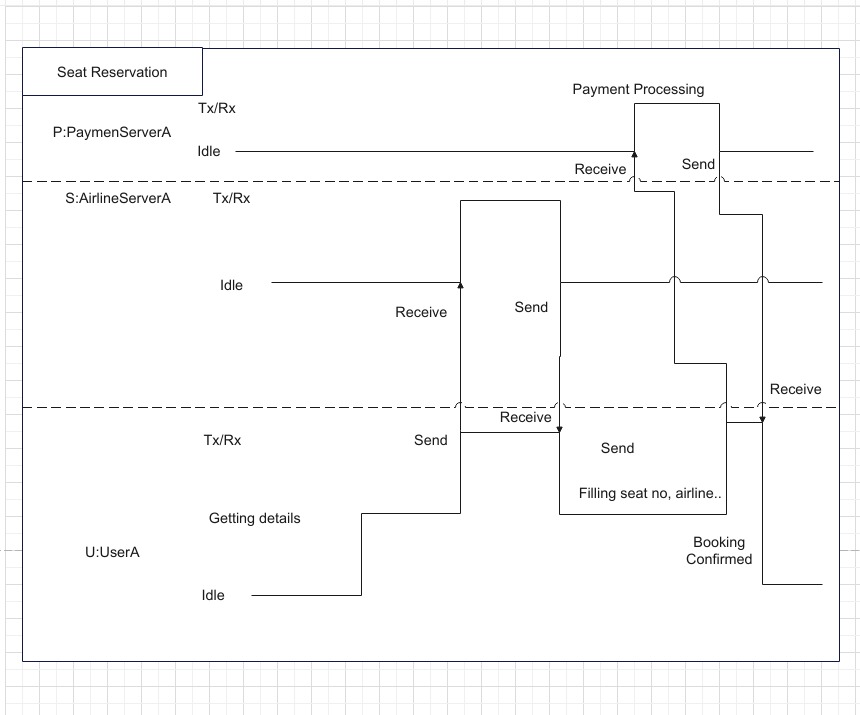 Seat Reservation
Payment Processing
Tx/Rx
P:PaymenServerA
Idle
Receive
Send
S:AirlineServerA
Tx/Rx
Idle
Receive
Send
Receive
Receive
Tx/Rx
Send
Send
Filling seat no, airline..
Getting details
U:UserA
Booking
Confirmed
Idle